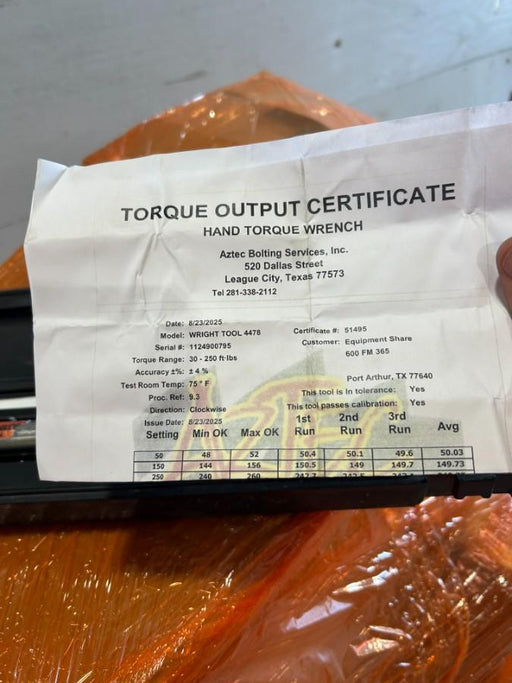 TORQUE OUTPUT CERTIFICATE
HAND TORQUE WRENCH
Aztec Bolting Services, Inc.
520 Dallas Street
League City, Texas 77573
Tel 281-338-2112
Date: 8/23/2025
Model: WRIGHT TOOL 4478
Serial #: 1124900795
Torque Range: 30 - 250 ft·lbs
Accuracy ±%: ± 4 %
Test Room Temp: 75 ° F
Proc. Ref: 9.3
Direction: Clockwise
Issue Date: 8/23/2025
Certificate #: 51495
Customer: Equipment Share
600 FM 365
Port Arthur, TX 77640
This tool is In tolerance: Yes
This tool passes calibration: Yes
Setting Min OK Max OK 1st Run 2nd Run 3rd Run Avg
50 48 52 50.4 50.1 49.6 50.03
150 144 156 150.5 149 149.7 149.73
250 240 260
AZTEC